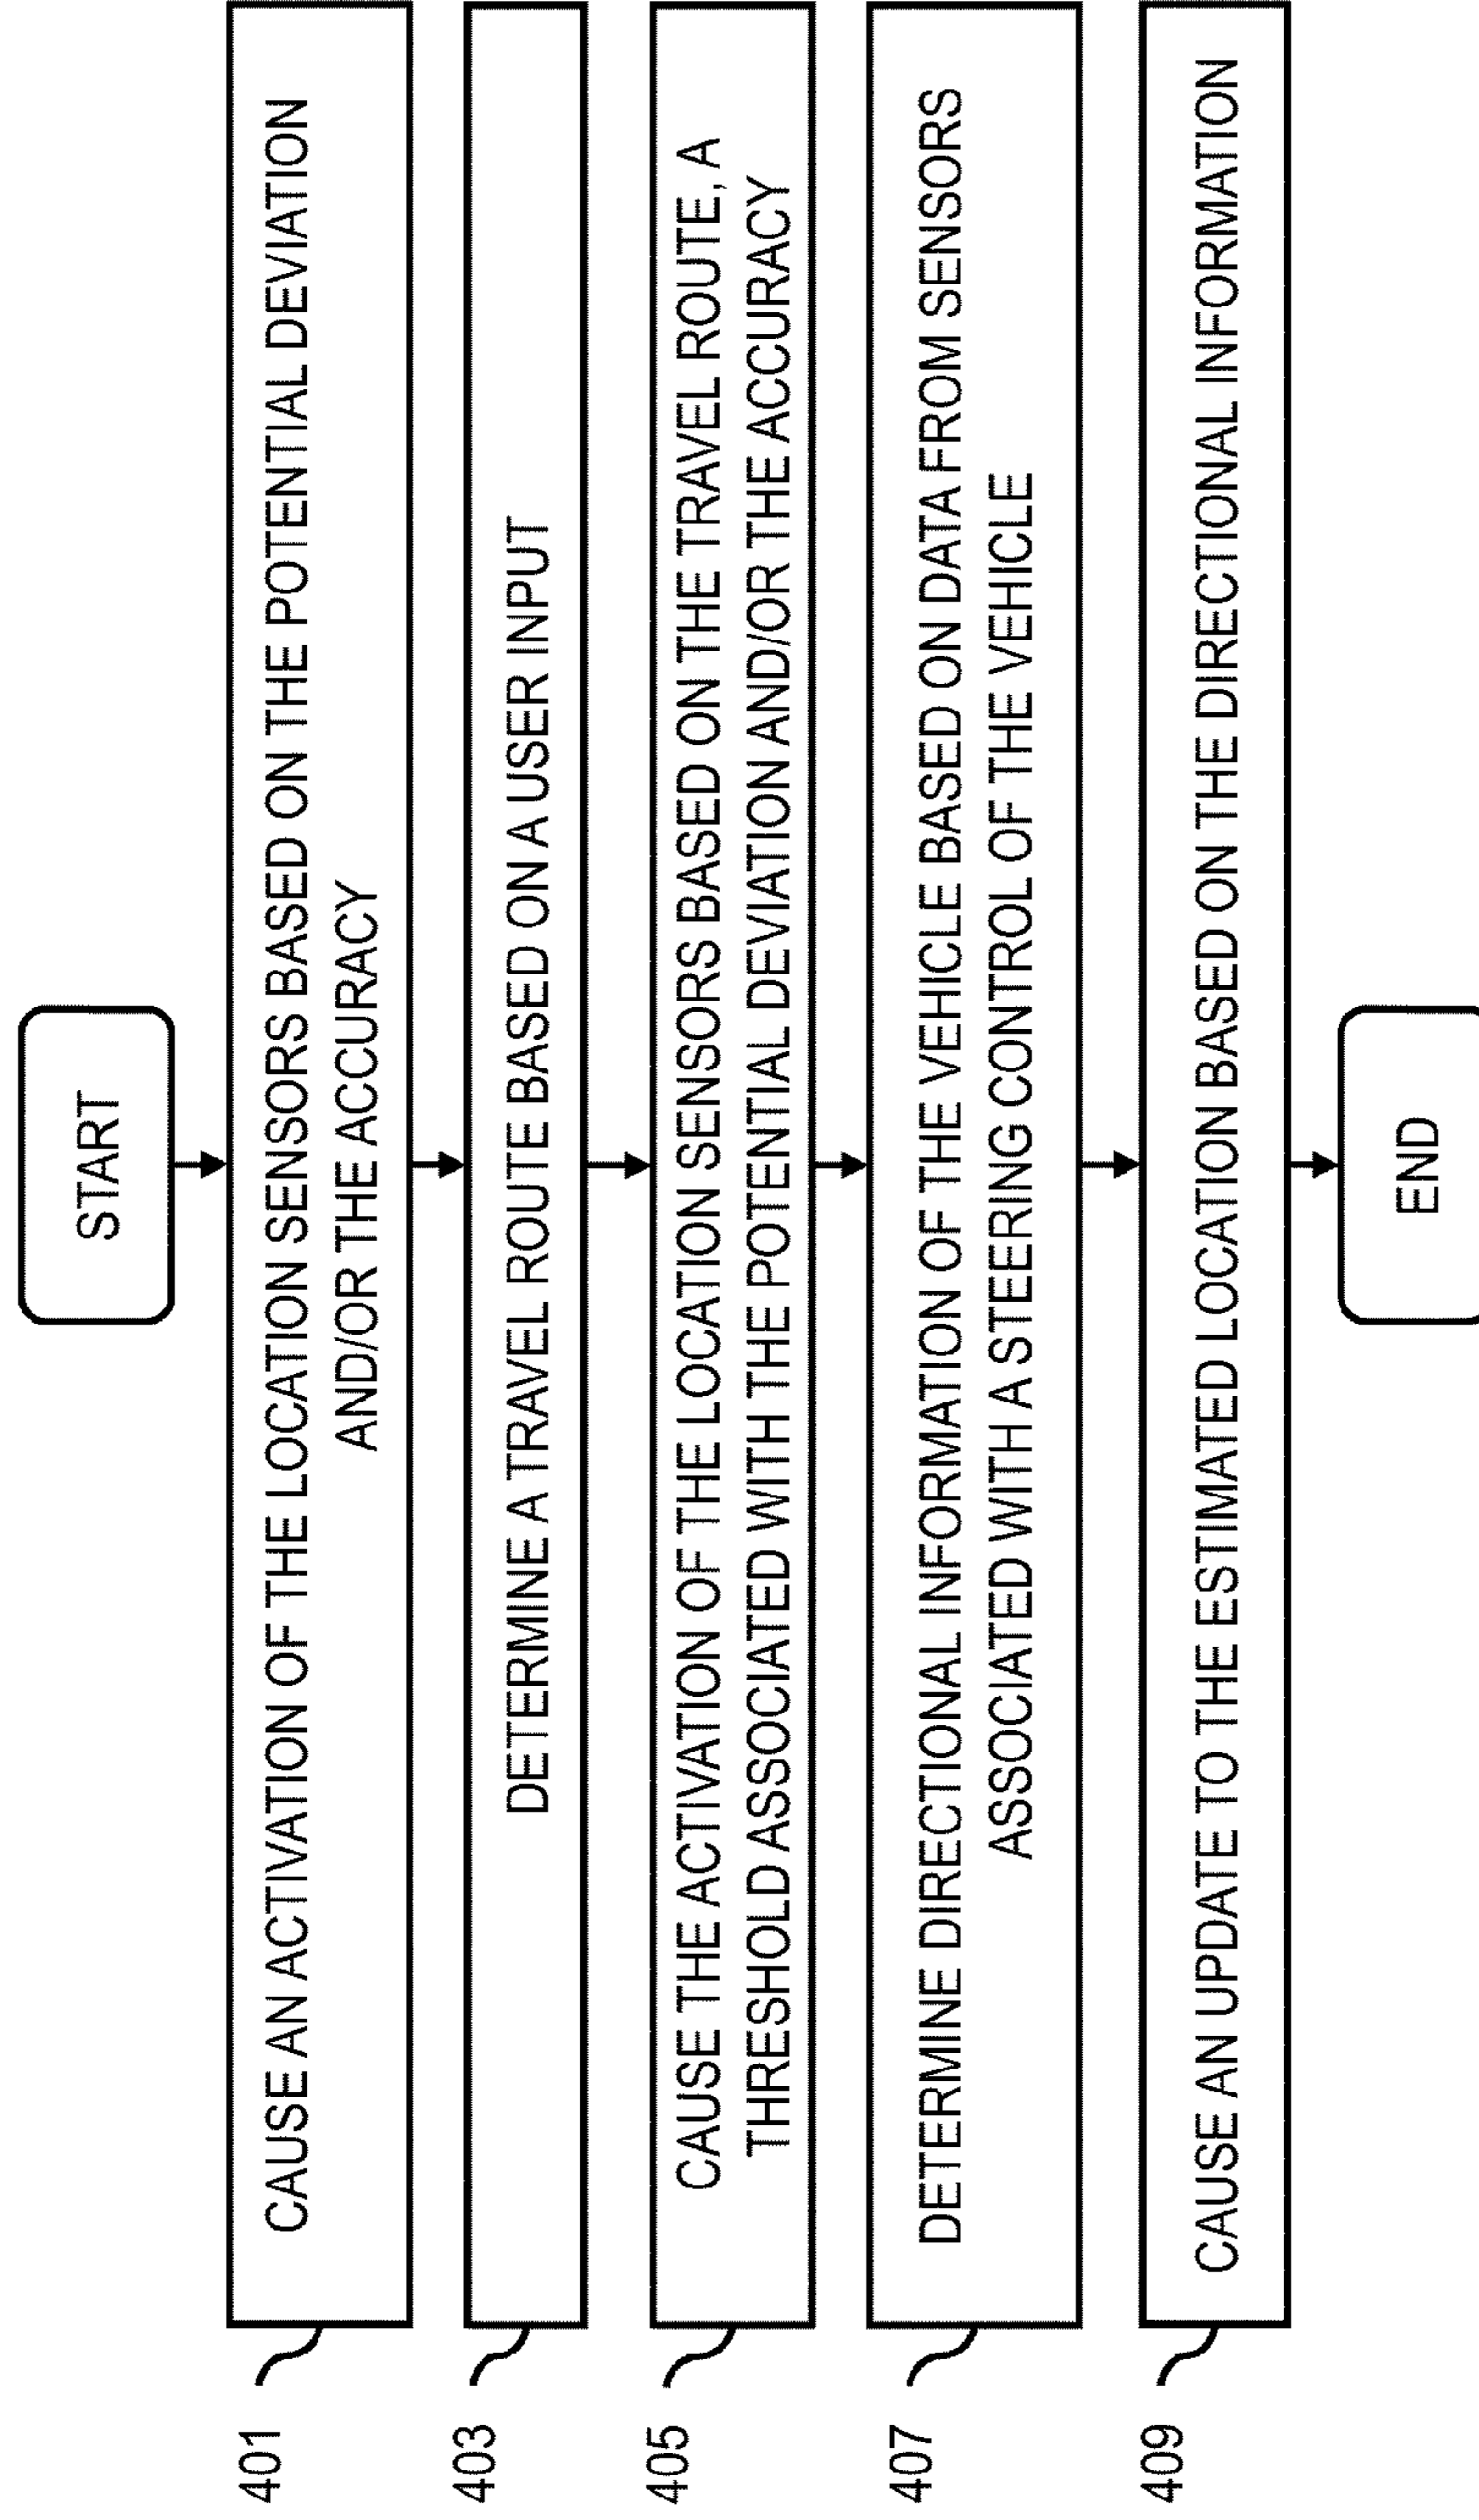 START
401
CAUSE AN ACTIVATION OF THE LOCATION SENSORS BASED ON THE POTENTIAL DEVIATION
AND/OR THE ACCURACY
403
DETERMINE A TRAVEL ROUTE BASED ON A USER INPUT
405
CAUSE THE ACTIVATION OF THE LOCATION SENSORS BASED ON THE TRAVEL ROUTE, A
THRESHOLD ASSOCIATED WITH THE POTENTIAL DEVIATION AND/OR THE ACCURACY
407
DETERMINE DIRECTIONAL INFORMATION OF THE VEHICLE BASED ON DATA FROM SENSORS
ASSOCIATED WITH A STEERING CONTROL OF THE VEHICLE
409
CAUSE AN UPDATE TO THE ESTIMATED LOCATION BASED ON THE DIRECTIONAL INFORMATION
END